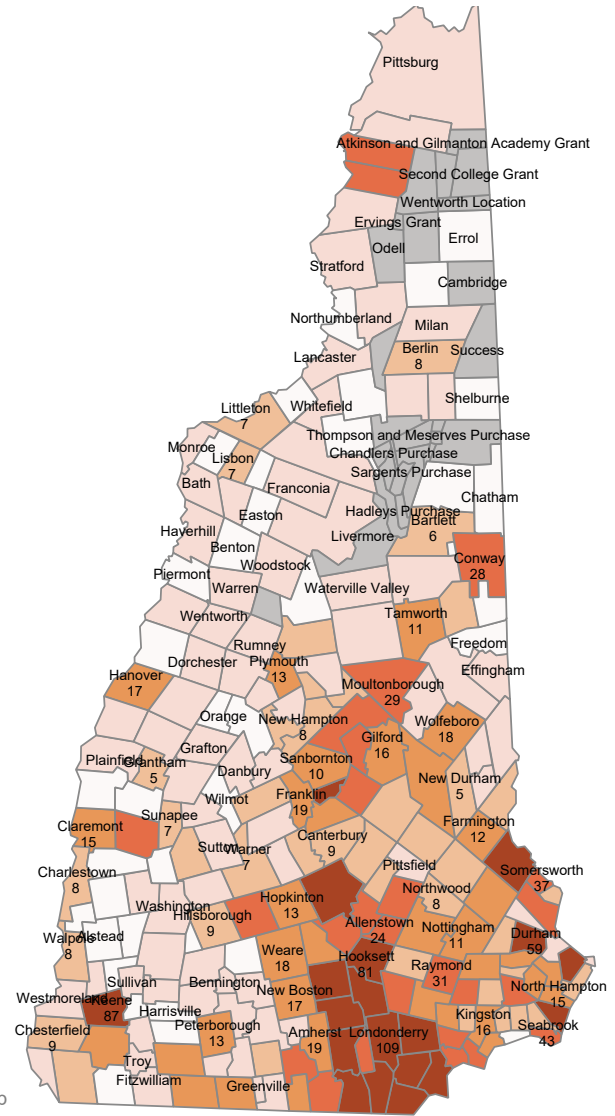 Pittsburg
Atkinson and Gilmanton Academy Grant
Second College Grant
Wentworth Location
Ervings Grant
Errol
Odell
Stratford
Cambridge
Northumberland
Milan
Berlin
8
Success
Lancaster
Shelburne
Whitefield
Littleton
7
Thompson and Meserves Purchase
Monroe
Chandlers Purchase
Lisbon
7
Sargents Purchase
Bath
Franconia
Chatham
Easton
Hadleys Purchase
Bartlett
6
Haverhill
Livermore
Benton
Woodstock
Conway
28
Piermont
Warren
Waterville Valley
Wentworth
Tamworth
11
Rumney
Freedom
Dorchester
Plymouth
13
Effingham
Hanover
17
Moultonborough
29
Orange
New Hampton
8
Wolfeboro
18
Gilford
16
Grafton
Plainfield
Grantham
5
Sanbornton
10
Danbury
New Durham
5
Wilmot
Franklin
19
Sunapee
7
Claremont
15
Farmington
12
Canterbury
9
Sutton
Warner
7
Pittsfield
Charlestown
8
Somersworth
37
Northwood
8
Washington
Hopkinton
13
Hillsborough
9
Allenstown
24
Nottingham
11
Durham
59
Walpole
8
Alstead
Weare
18
Hooksett
81
Raymond
31
Sullivan
Bennington
North Hampton
15
New Boston
17
Westmoreland
Keene
87
Harrisville
Kingston
16
Chesterfield
9
Peterborough
13
Seabrook
43
Amherst
19
Londonderry
109
Troy
Fitzwilliam
Greenville